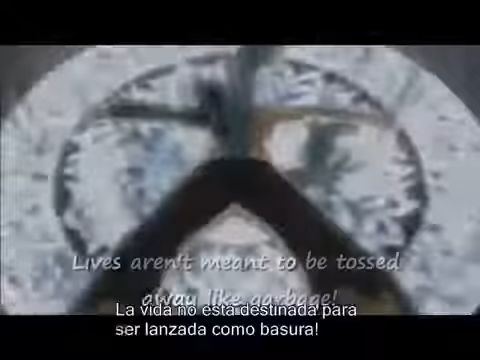 Lives aren't meant to be tossed
away like garbage!
La vida no está destinada para
ser lanzada como basura!